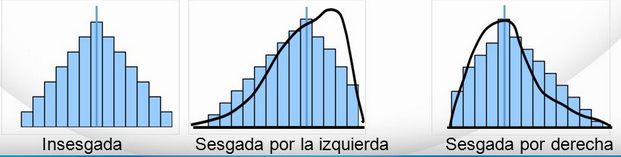 Insesgada
Sesgada por la izquierda
Sesgada por derecha